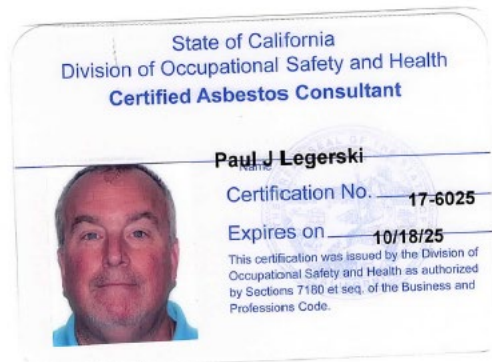 State of California
Division of Occupational Safety and Health
Certified Asbestos Consultant
Paul J Legerski
Name
Certification No. 17-6025
Expires on 10/18/25
This certification was issued by the Division of
Occupational Safety and Health as authorized
by Sections 7180 et seq. of the Business and
Professions Code.